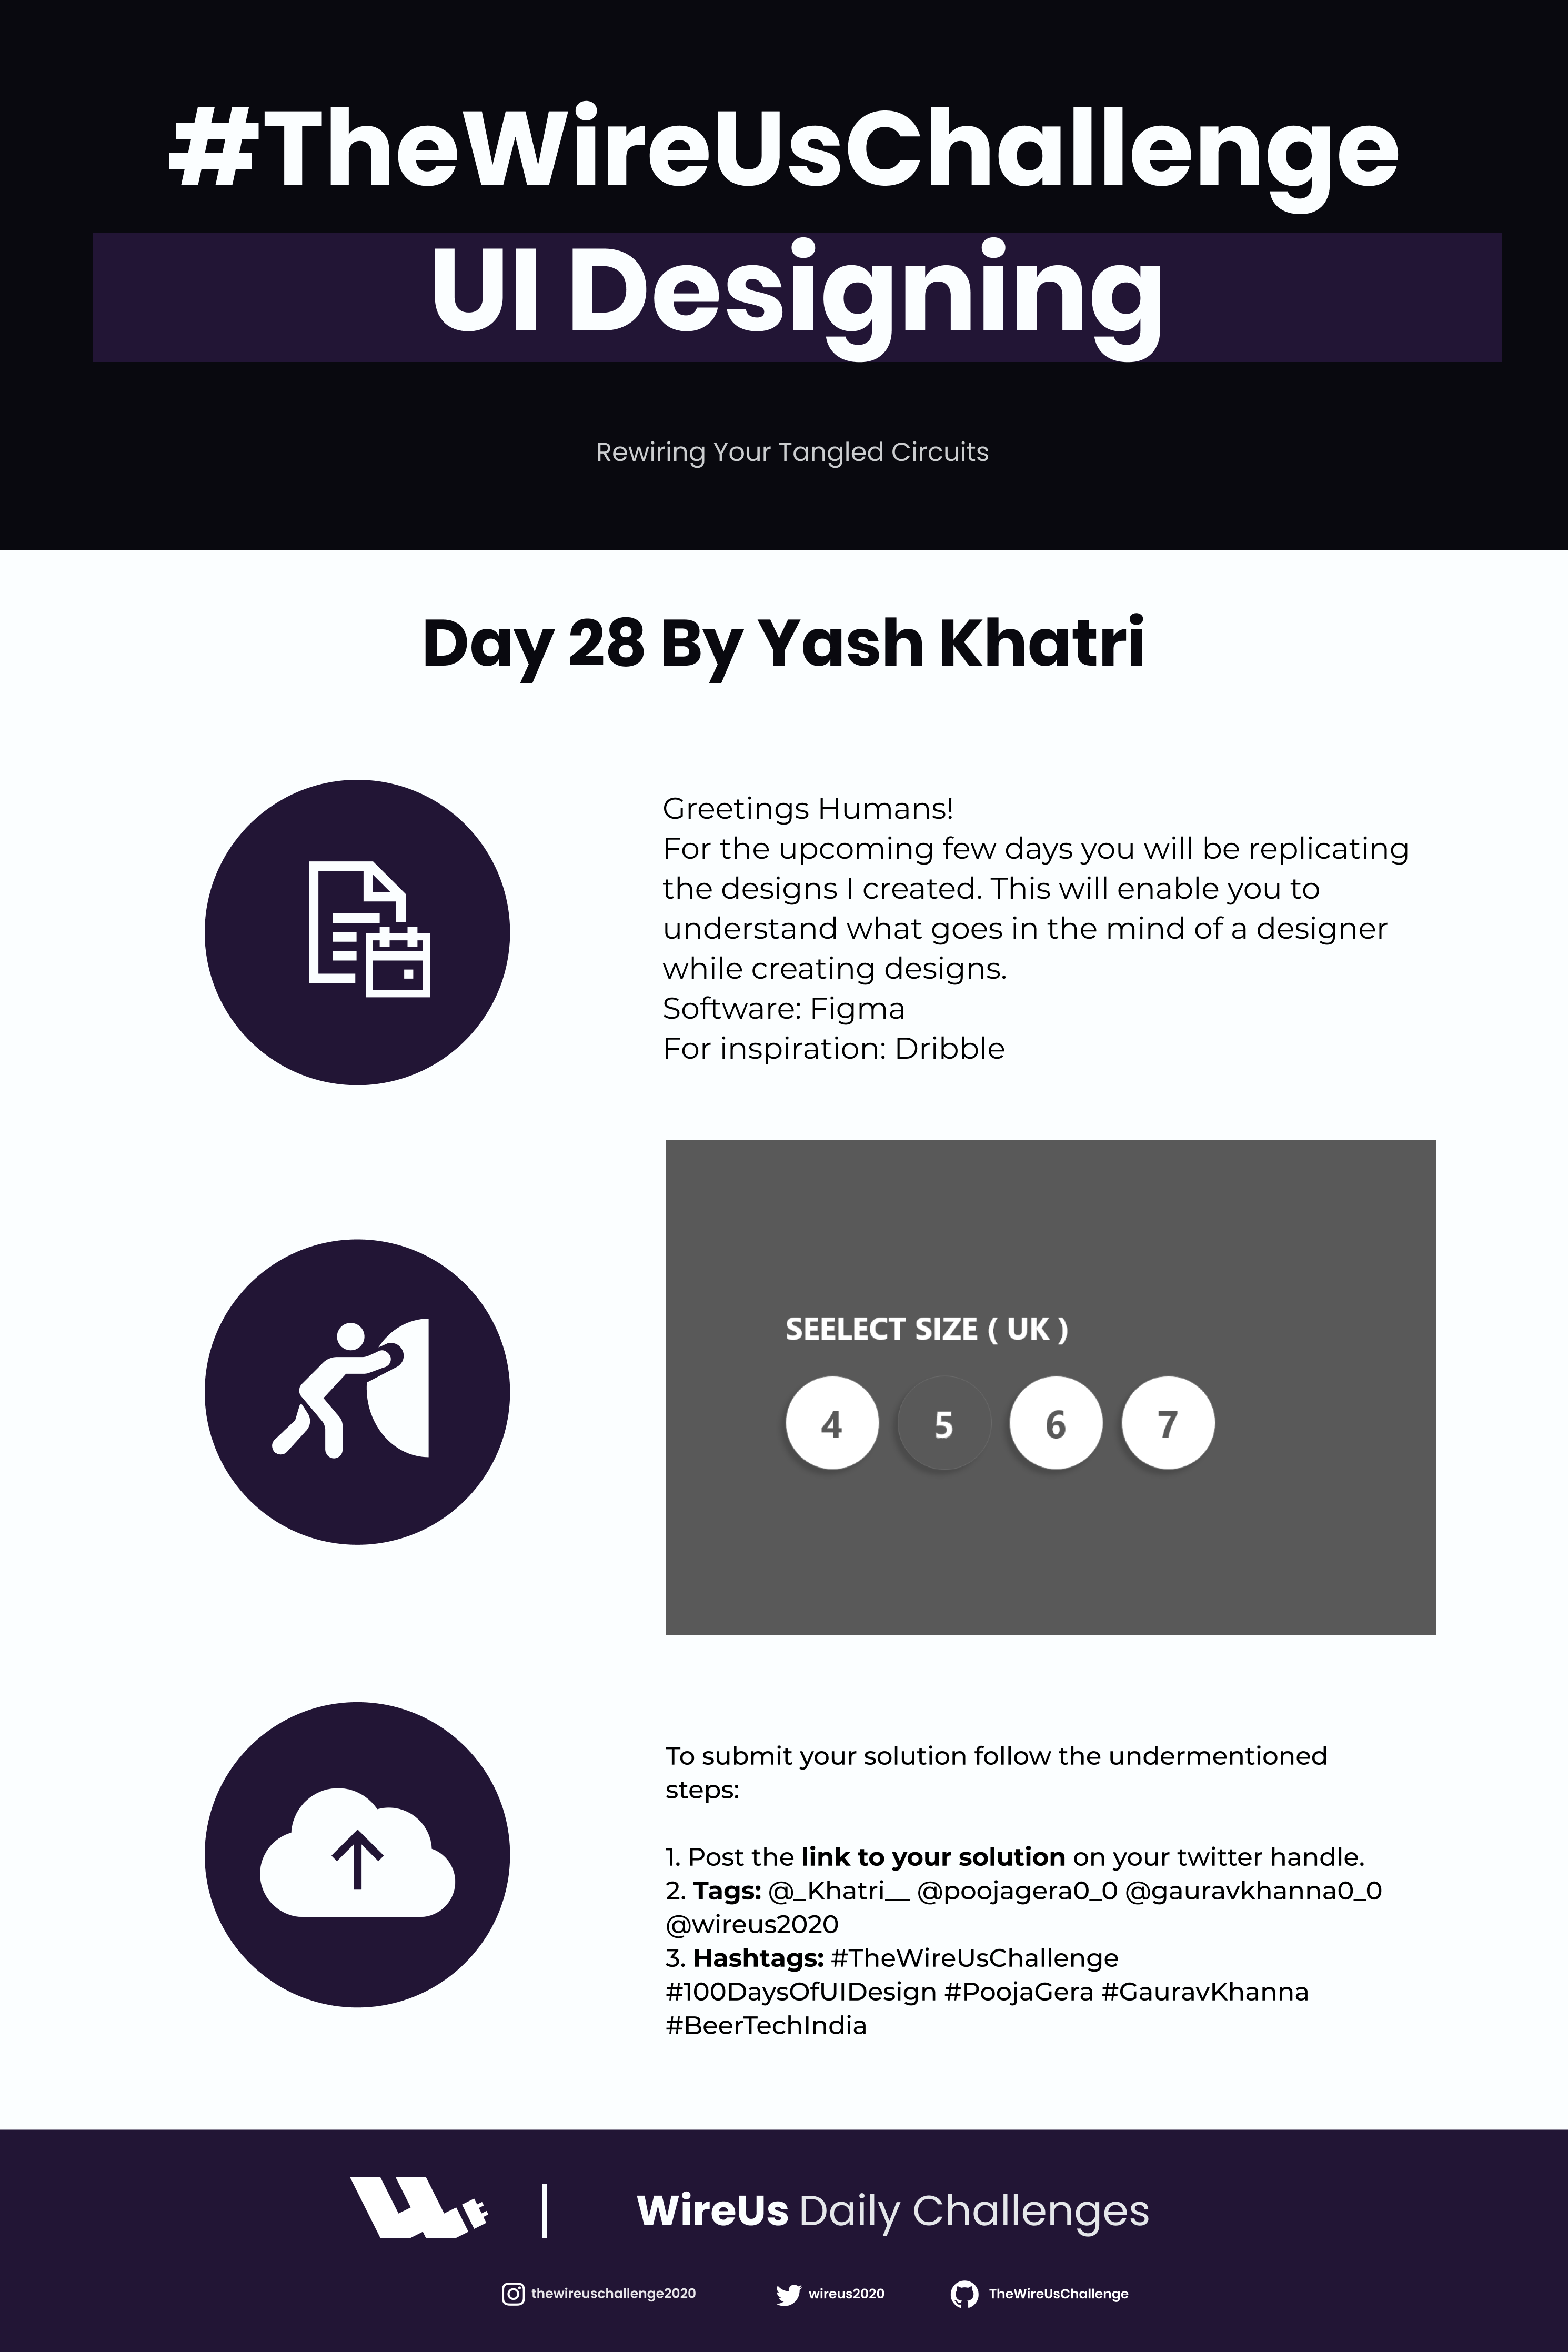 #TheWireUsChallenge
UI Designing
Rewiring Your Tangled Circuits
Day 28 By Yash Khatri
Greetings Humans!
For the upcoming few days you will be replicating
the designs I created. This will enable you to
understand what goes in the mind of a designer
while creating designs.
Software: Figma
For inspiration: Dribble
SEELECT SIZE ( UK )
4 5 6 7
To submit your solution follow the undermentioned
steps:
1. Post the link to your solution on your twitter handle.
2. Tags: @_Khatri__ @poojagera0_0 @gauravkhanna0_0
@wireus2020
3. Hashtags: #TheWireUsChallenge
#100DaysOfUIDesign #PoojaGera #GauravKhanna
#BeerTechIndia
WireUs Daily Challenges
thewireuschallenge2020 wireus2020 TheWireUsChallenge